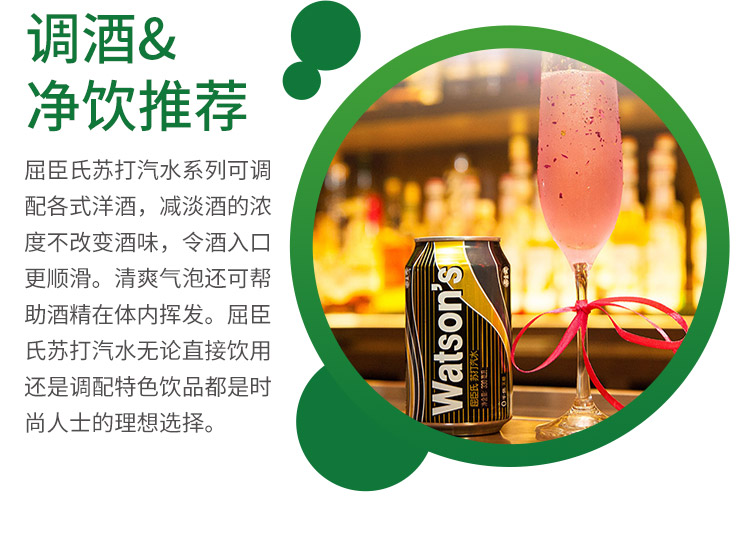 调酒&
净饮推荐
屈臣氏苏打汽水系列可调
配各式洋酒，减淡酒的浓
度不改变酒味，令酒入口
更顺滑。清爽气泡还可帮
助酒精在体内挥发。屈臣
氏苏打汽水无论直接饮用
还是调配特色饮品都是时
尚人士的理想选择。
Watson's
屈臣氏 苏打汽水